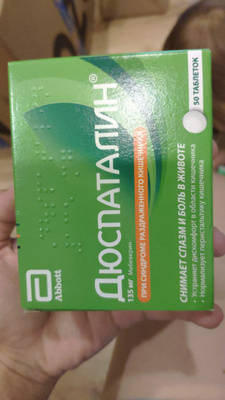 50 ТАБЛЕТОК
ДЮСПАТАЛИН®
135 мг Мебеверин
ПРИ СИНДРОМЕ РАЗДРАЖЕННОГО КИШЕЧНИКА
СНИМАЕТ СПАЗМ И БОЛЬ В ЖИВОТЕ
• Устраняет дискомфорт в области кишечника
• Нормализует перистальтику кишечника
Abbott